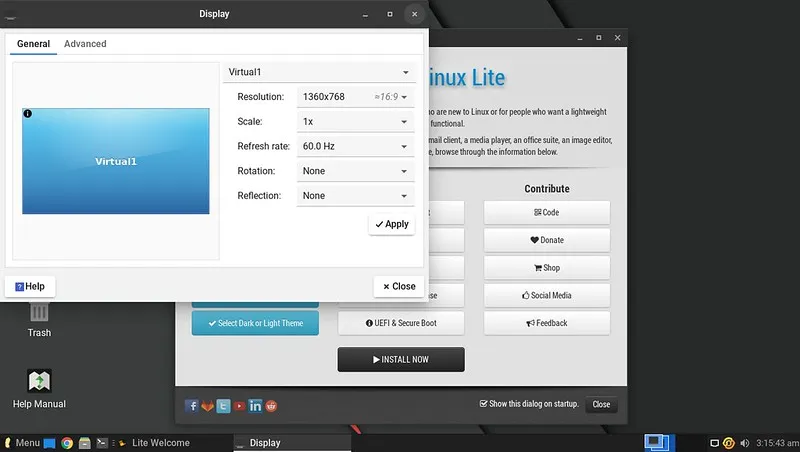 Display
General Advanced
Virtual1
Resolution: 1360x768 ≈16:9
Scale: 1x
Refresh rate: 60.0 Hz
Rotation: None
Reflection: None
Virtual1
Apply
Help
Close
inux Lite
o are new to Linux or for people who want a lightweight
functional.
mail client, a media player, an office suite, an image editor,
e, browse through the information below.
Contribute
Code
Donate
Shop
Social Media
Feedback
Select Dark or Light Theme
UEFI & Secure Boot
INSTALL NOW
Show this dialog on startup.
Close
Trash
Help Manual
Menu
Lite Welcome
Display
3:15:43 am